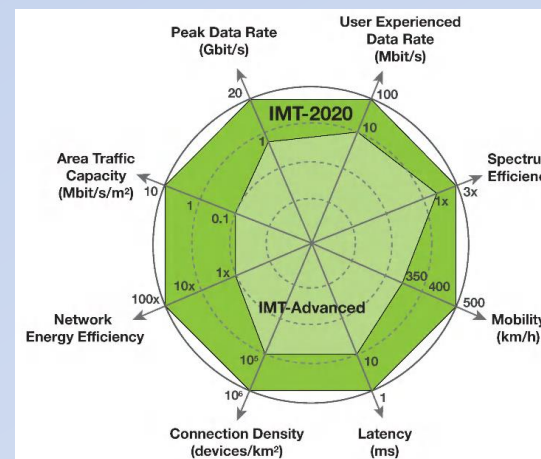 Peak Data Rate
(Gbit/s)
User Experienced
Data Rate
(Mbit/s)
20
100
IMT-2020
1
10
Area Traffic
Capacity
(Mbit/s/m²)
Spectrum
10
1
0.1
1x
3x
1x
10x
100x
350
400
500
IMT-Advanced
Network
Energy Efficiency
Mobility
(km/h)
10⁵
10
10⁶
1
Connection Density
(devices/km²)
Latency
(ms)